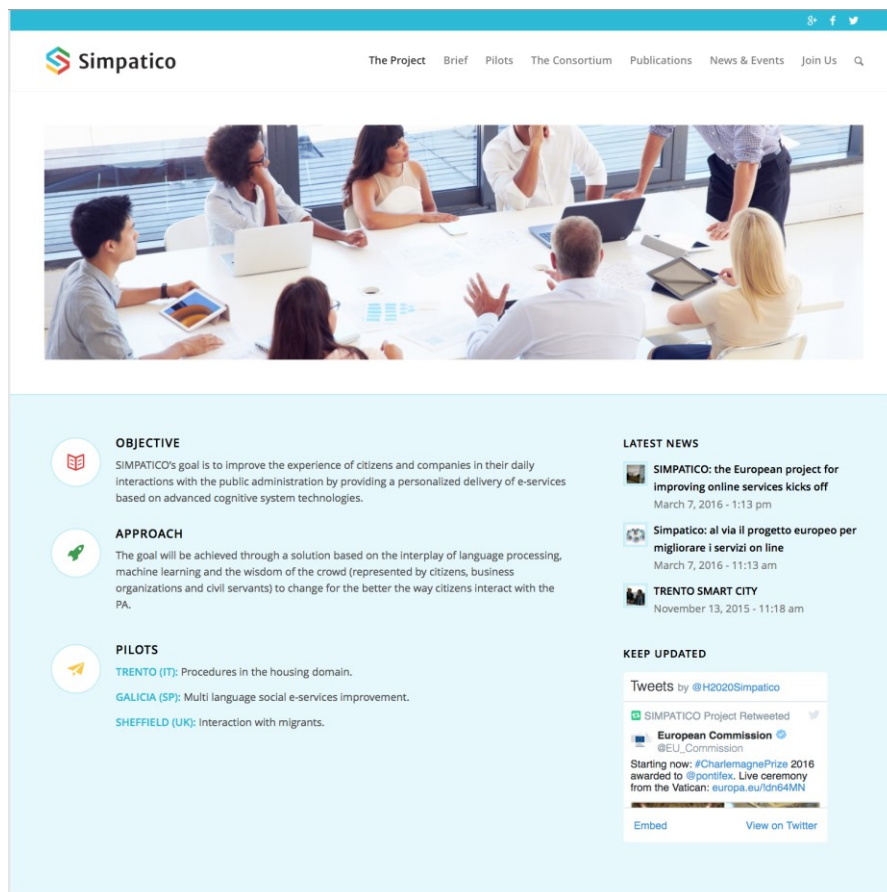 Simpatico
The Project Brief Pilots The Consortium Publications News & Events Join Us
OBJECTIVE
SIMPATICO's goal is to improve the experience of citizens and companies in their daily
interactions with the public administration by providing a personalized delivery of e-services
based on advanced cognitive system technologies.
APPROACH
The goal will be achieved through a solution based on the interplay of language processing,
machine learning and the wisdom of the crowd (represented by citizens, business
organizations and civil servants) to change for the better the way citizens interact with the
PA.
PILOTS
TRENTO (IT): Procedures in the housing domain.
GALICIA (SP): Multi language social e-services improvement.
SHEFFIELD (UK): Interaction with migrants.
LATEST NEWS
SIMPATICO: the European project for
improving online services kicks off
March 7, 2016 - 1:13 pm
Simpatico: al via il progetto europeo per
migliorare i servizi on line
March 7, 2016 - 11:13 am
TRENTO SMART CITY
November 13, 2015 - 11:18 am
KEEP UPDATED
Tweets by @H2020Simpatico
SIMPATICO Project Retweeted
European Commission
@EU_Commission
Starting now: #CharlemagnePrize 2016
awarded to @pontifex. Live ceremony
from the Vatican: europa.eu/!dn64MN
Embed View on Twitter